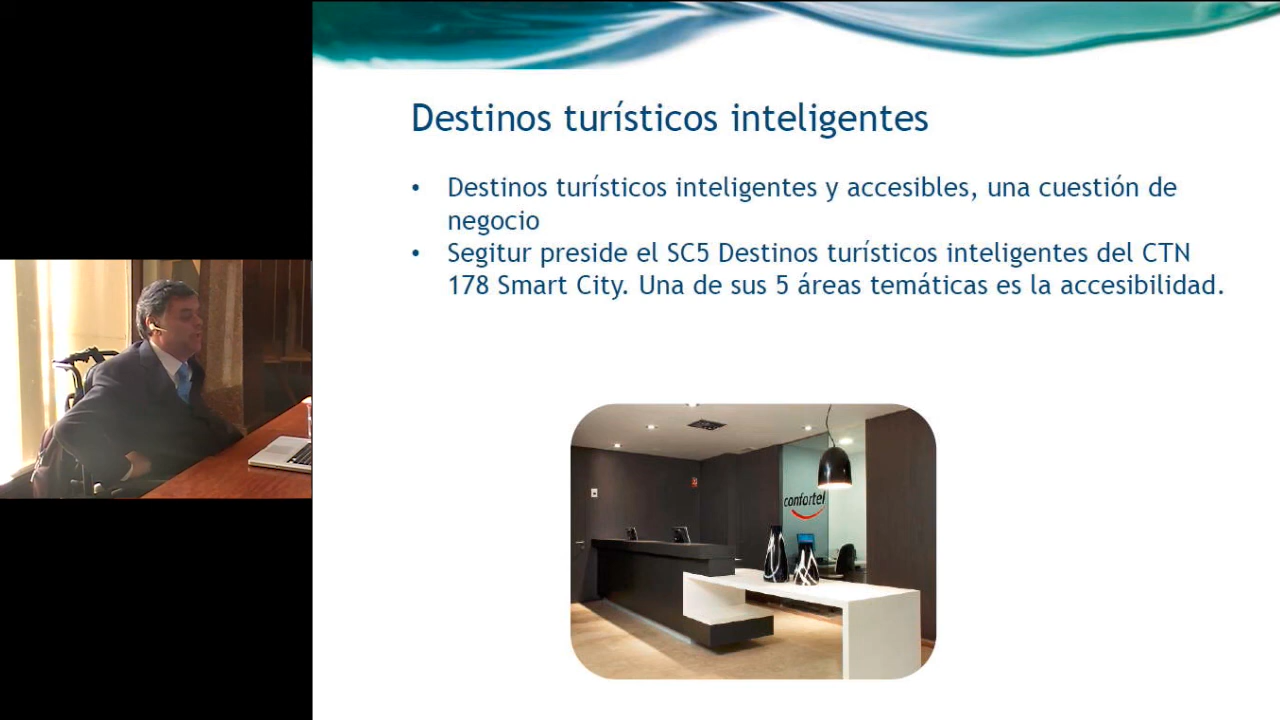 Destinos turísticos inteligentes
• Destinos turísticos inteligentes y accesibles, una cuestión de
negocio
• Segitur preside el SC5 Destinos turísticos inteligentes del CTN
178 Smart City. Una de sus 5 áreas temáticas es la accesibilidad.
confortel